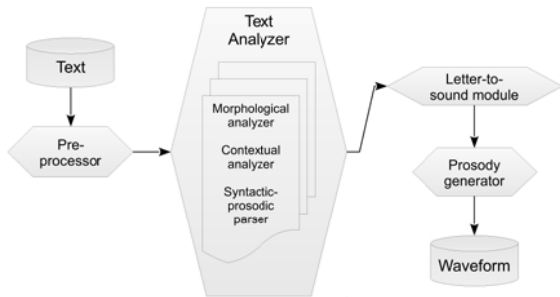 Text
Pre-
processor
Text
Analyzer
Morphological
analyzer
Contextual
analyzer
Syntactic-
prosodic
parser
Letter-to-
sound module
Prosody
generator
Waveform